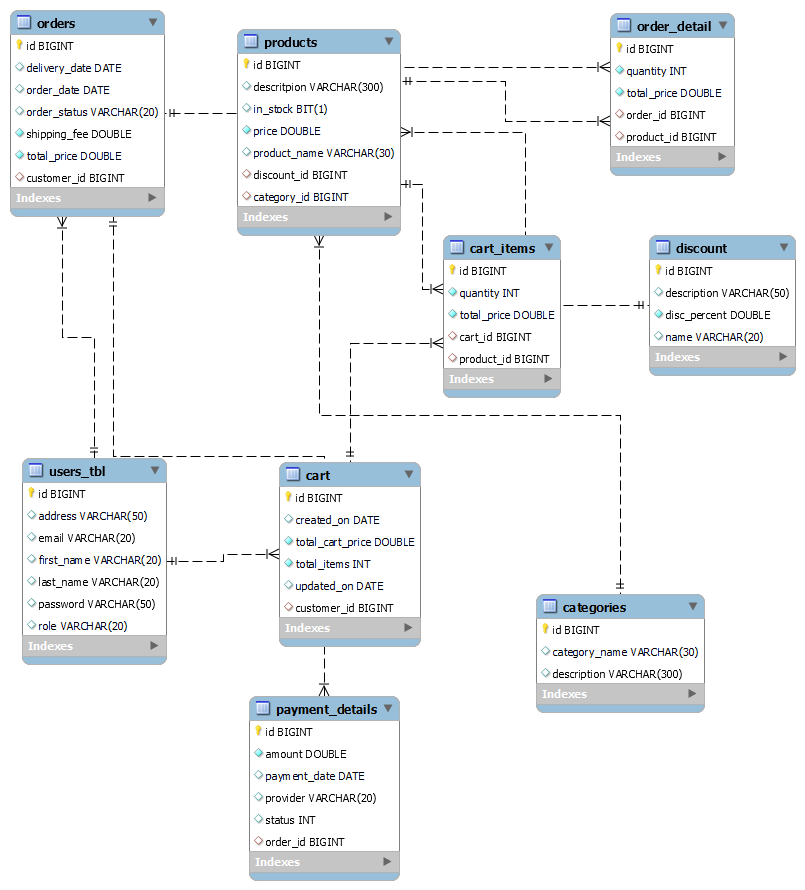 orders
id BIGINT
delivery_date DATE
order_date DATE
order_status VARCHAR(20)
shipping_fee DOUBLE
total_price DOUBLE
customer_id BIGINT
Indexes
products
id BIGINT
descritpion VARCHAR(300)
in_stock BIT(1)
price DOUBLE
product_name VARCHAR(30)
discount_id BIGINT
category_id BIGINT
Indexes
order_detail
id BIGINT
quantity INT
total_price DOUBLE
order_id BIGINT
product_id BIGINT
Indexes
cart_items
id BIGINT
quantity INT
total_price DOUBLE
cart_id BIGINT
product_id BIGINT
Indexes
discount
id BIGINT
description VARCHAR(50)
disc_percent DOUBLE
name VARCHAR(20)
Indexes
users_tbl
id BIGINT
address VARCHAR(50)
email VARCHAR(20)
first_name VARCHAR(20)
last_name VARCHAR(20)
password VARCHAR(50)
role VARCHAR(20)
Indexes
cart
id BIGINT
created_on DATE
total_cart_price DOUBLE
total_items INT
updated_on DATE
customer_id BIGINT
Indexes
categories
id BIGINT
category_name VARCHAR(30)
description VARCHAR(300)
Indexes
payment_details
id BIGINT
amount DOUBLE
payment_date DATE
provider VARCHAR(20)
status INT
order_id BIGINT
Indexes